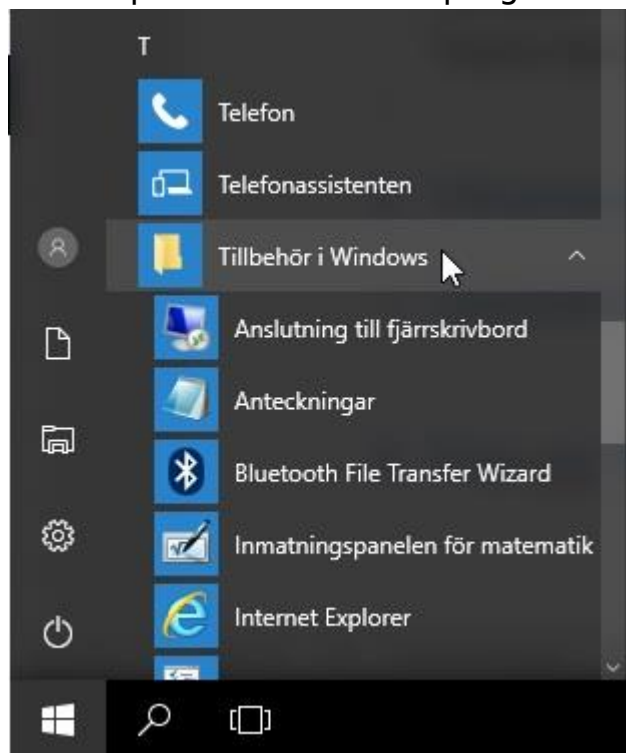 T
Telefon
Telefonassistenten
Tillbehör i Windows
Anslutning till fjärrskrivbord
Anteckningar
Bluetooth File Transfer Wizard
Inmatningspanelen för matematik
Internet Explorer